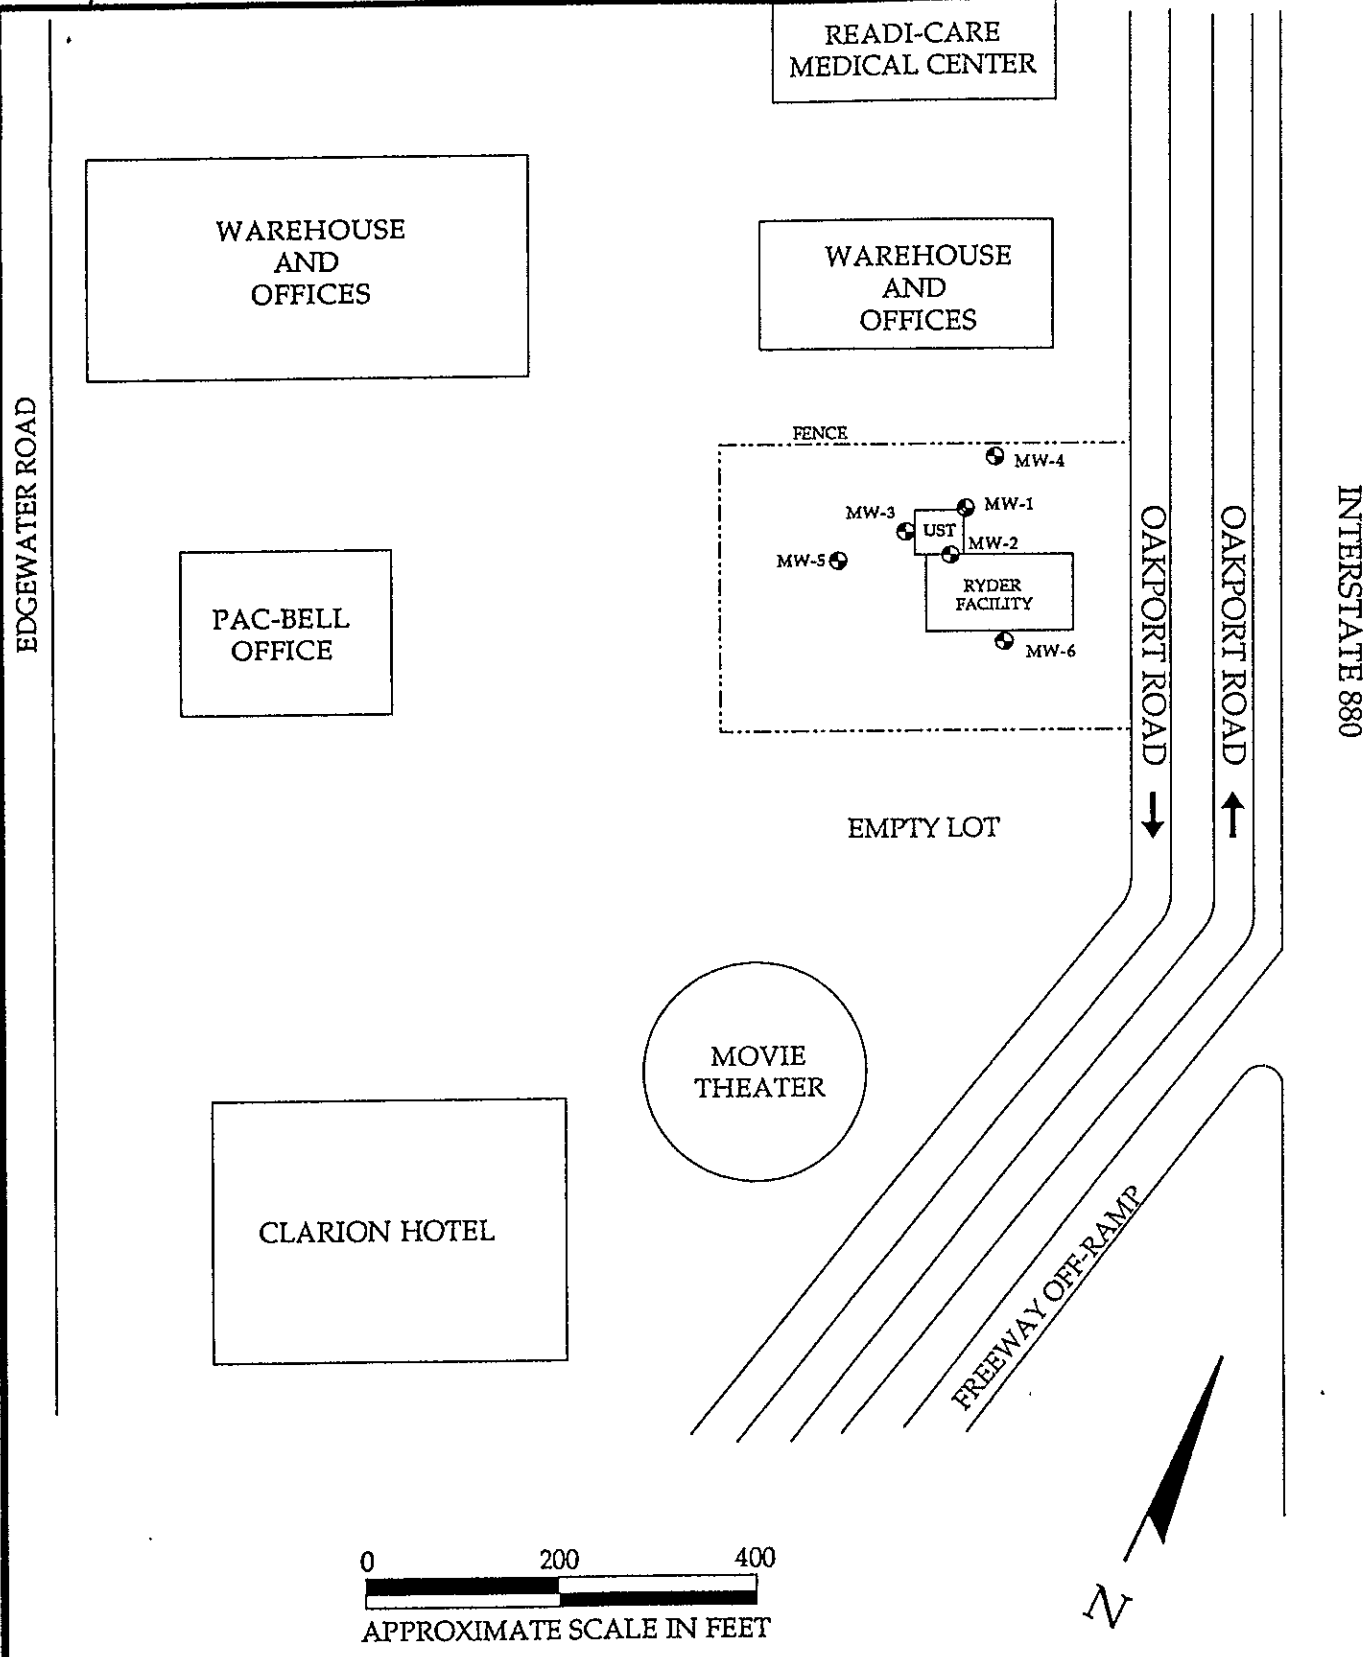 READI-CARE
MEDICAL CENTER
WAREHOUSE
AND
OFFICES
WAREHOUSE
AND
OFFICES
EDGEWATER ROAD
FENCE
MW-4
MW-1
MW-3
UST
MW-2
MW-5
RYDER
FACILITY
MW-6
PAC-BELL
OFFICE
OAKPORT ROAD
OAKPORT ROAD
INTERSTATE 880
EMPTY LOT
MOVIE
THEATER
CLARION HOTEL
FREEWAY OFF-RAMP
N
0 200 400
APPROXIMATE SCALE IN FEET